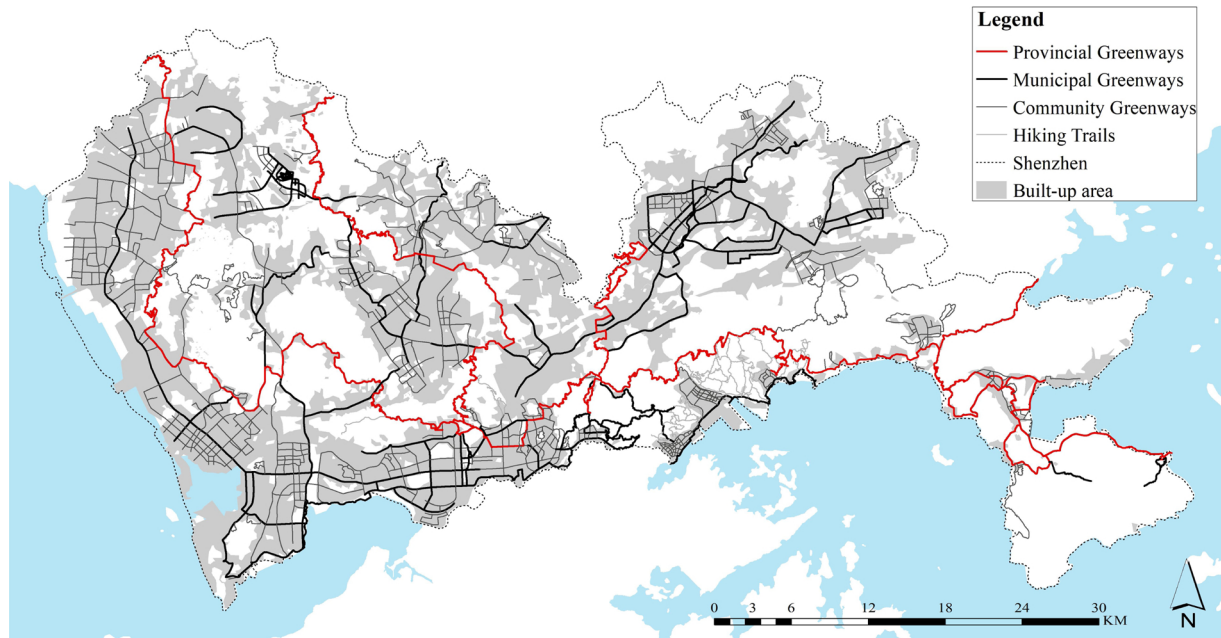 Legend
Provincial Greenways
Municipal Greenways
Community Greenways
Hiking Trails
Shenzhen
Built-up area
0 3 6 12 18 24 30
KM
N